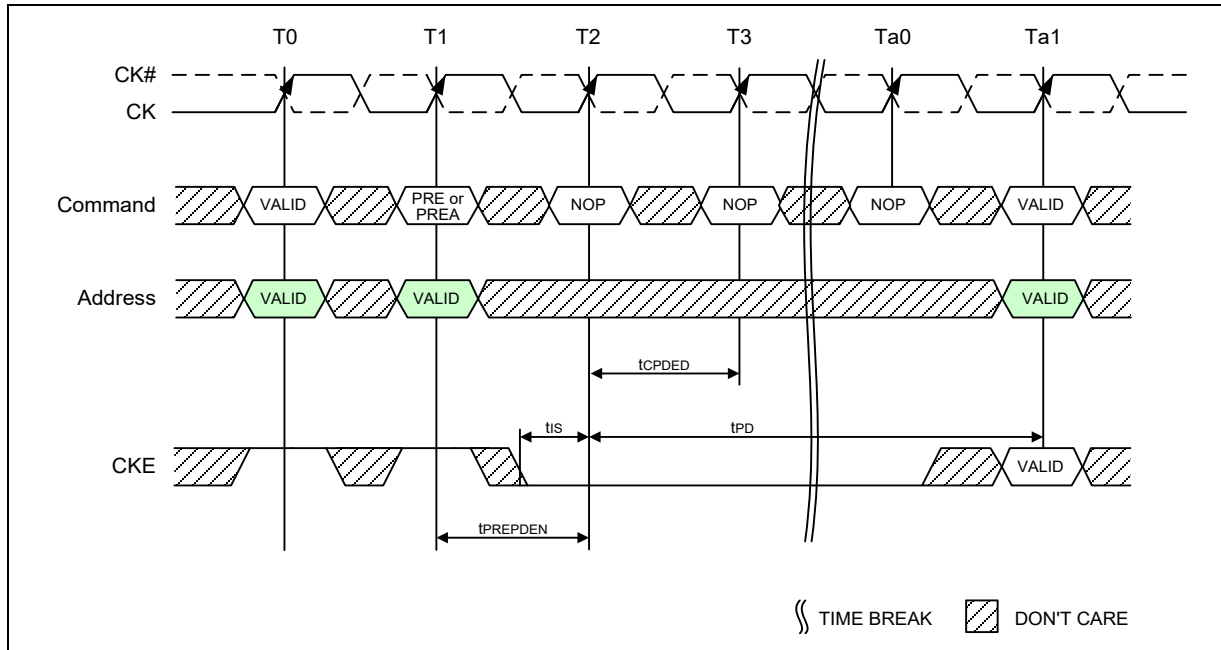 T0 T1 T2 T3 Ta0 Ta1
CK#
CK
Command VALID PRE or PREA NOP NOP NOP VALID
Address VALID VALID VALID
tCPDED
tIS tPD
CKE VALID
tPREPDEN
TIME BREAK DON'T CARE